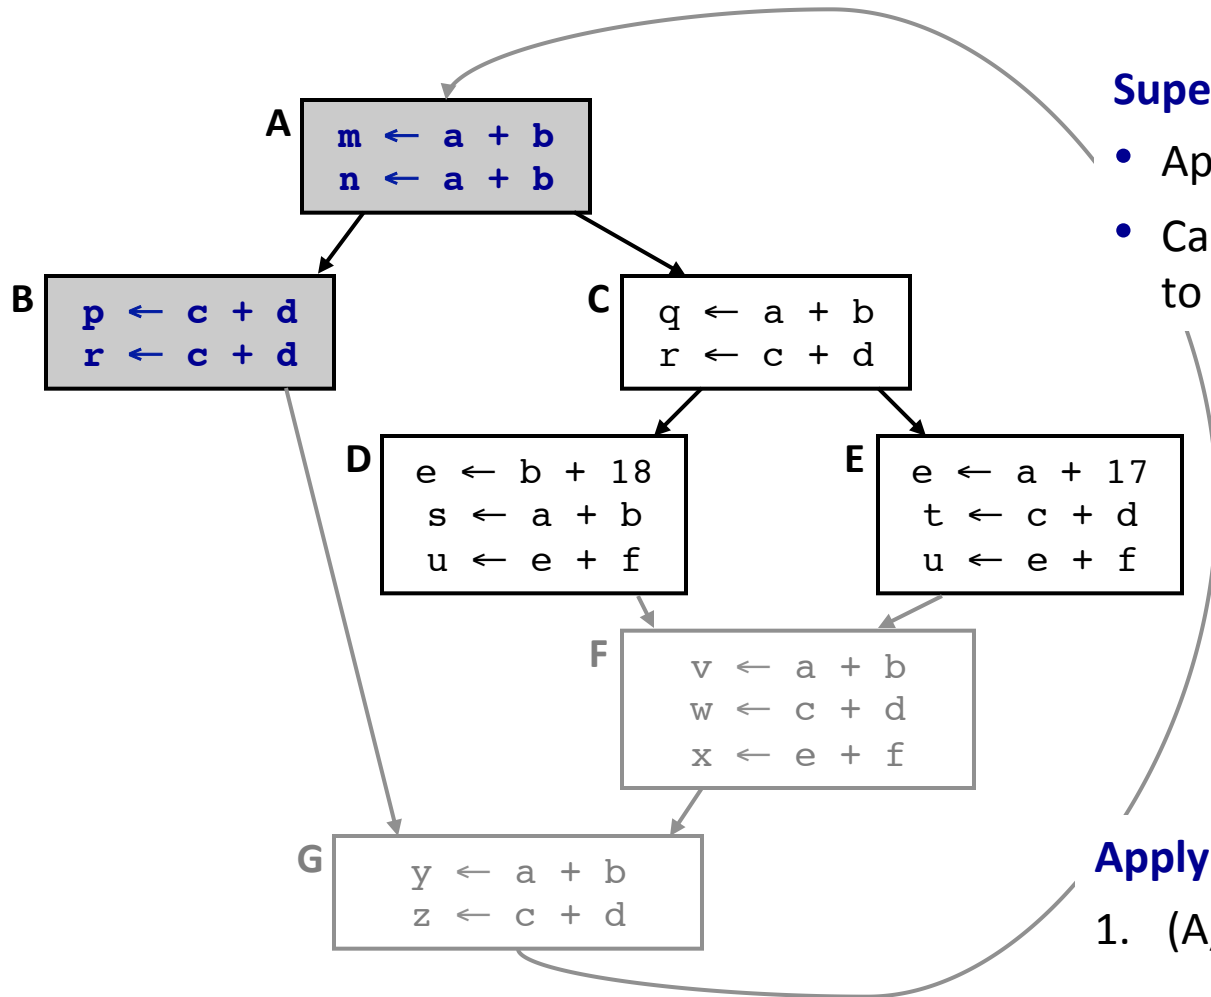 A
m ← a + b
n ← a + b
B
p ← c + d
r ← c + d
C
q ← a + b
r ← c + d
D
e ← b + 18
s ← a + b
u ← e + f
E
e ← a + 17
t ← c + d
u ← e + f
F
v ← a + b
w ← c + d
x ← e + f
G
y ← a + b
z ← c + d
Supe
• Ap
• Ca
to
Apply
1. (A,